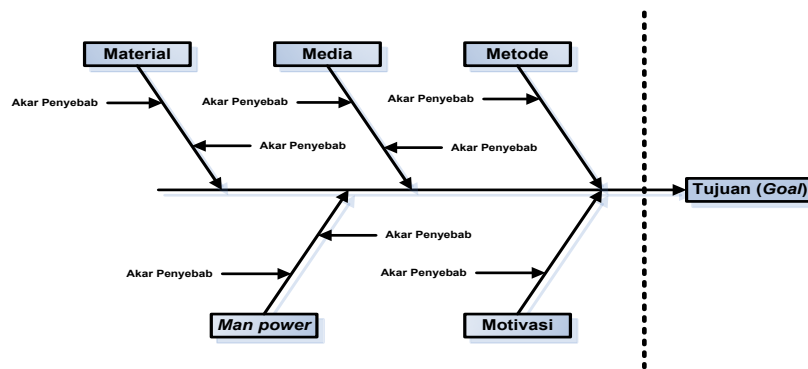 Material
Media
Metode
Akar Penyebab
Akar Penyebab
Akar Penyebab
Akar Penyebab
Akar Penyebab
Tujuan (Goal)
Akar Penyebab
Akar Penyebab
Akar Penyebab
Man power
Motivasi